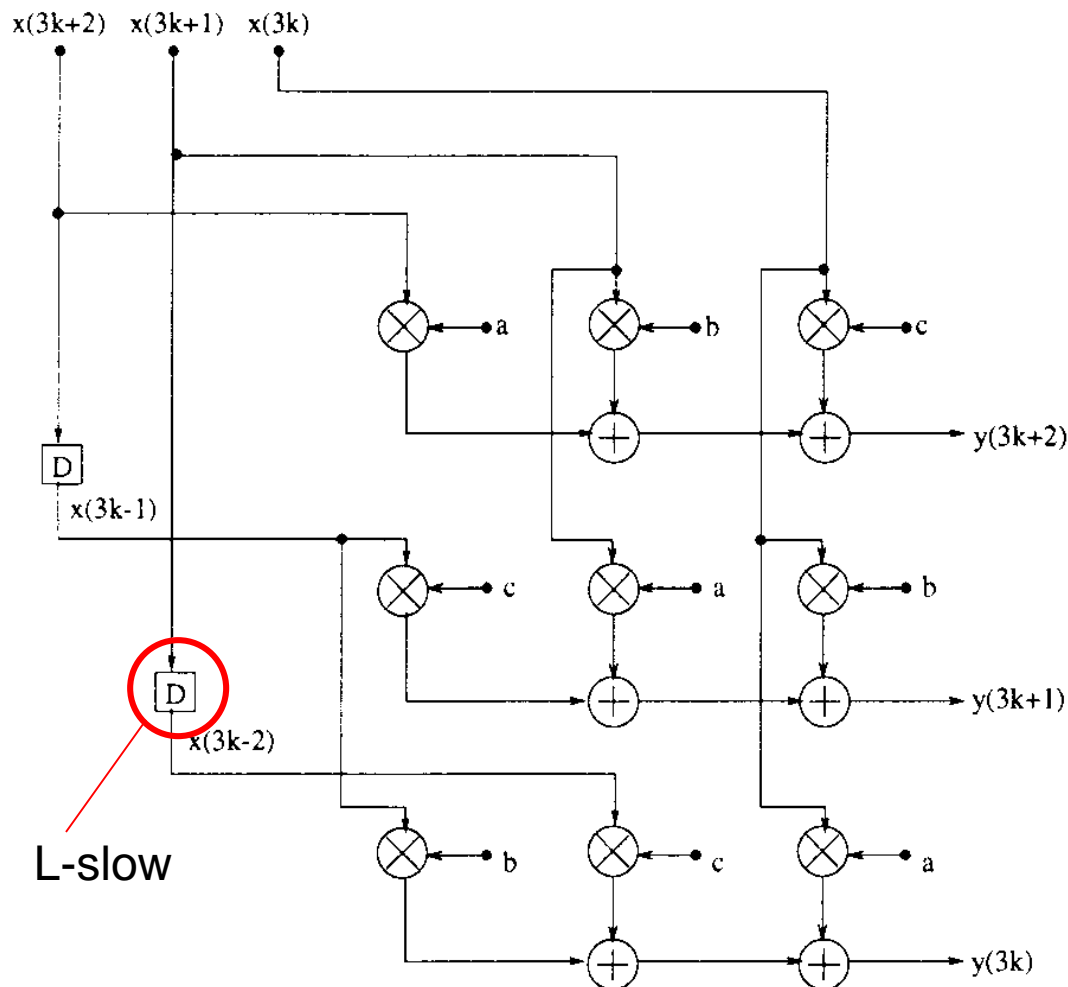 x(3k+2) x(3k+1) x(3k)
a b c
y(3k+2)
D
x(3k-1)
c a b
D
y(3k+1)
x(3k-2)
L-slow
b c a
y(3k)